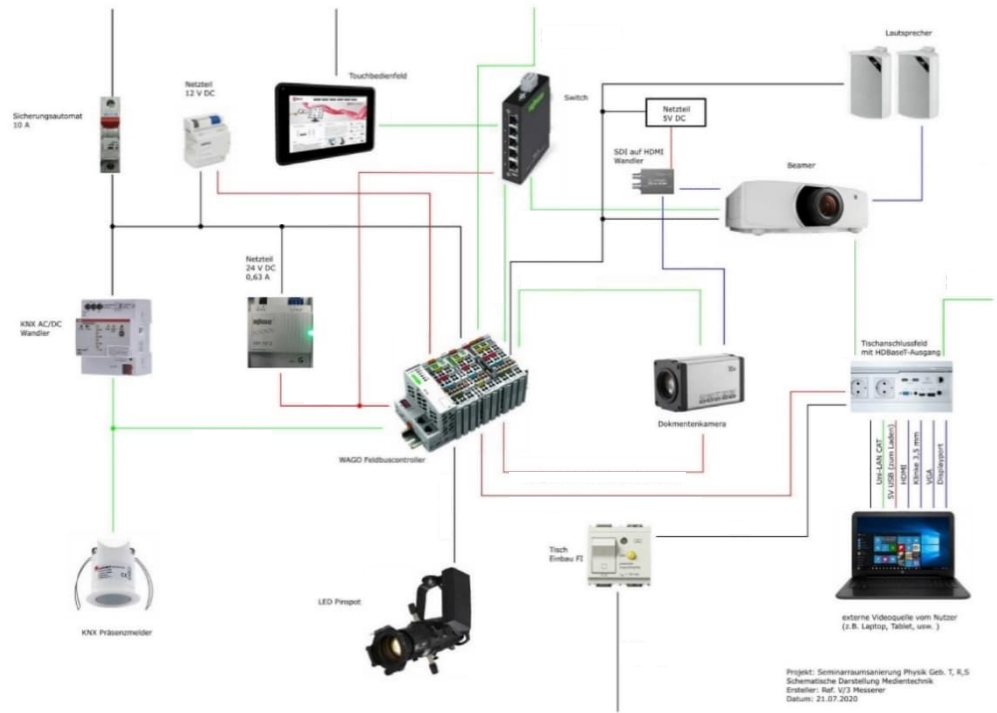 Lautsprecher
Netzteil
12 V DC
Touchbedienfeld
Sicherungsautomat
10 A
Switch
Netzteil
5V DC
SDI auf HDMI
Wandler
Beamer
Netzteil
24 V DC
0,63 A
KNX AC/DC
Wandler
Tischanschlussfeld
mit HDBaseT-Ausgang
Dokmentenkamera
WAGO Feldbuscontroller
Uni-LAN CAT
5V USB (zum Laden)
HDMI
Klinke 3,5 mm
VGA
Displayport
Tisch
Einbau FI
LED Pinspot
KNX Präsenzmelder
externe Videoquelle vom Nutzer
(z.B. Laptop, Tablet, usw. )
Projekt: Seminarraumsanierung Physik Geb. T, R,S
Schematische Darstellung Medientechnik
Ersteller: Ref. V/3 Messerer
Datum: 21.07.2020